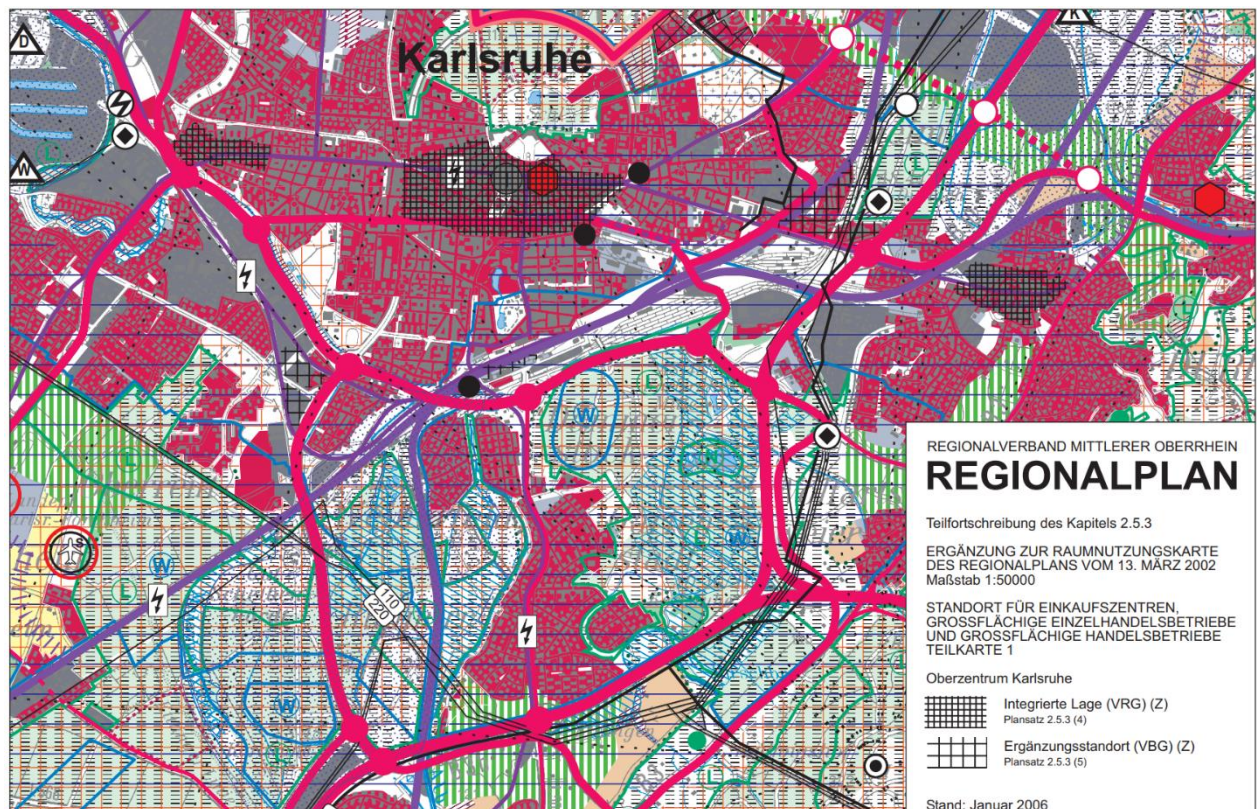 Karlsruhe
D
K
W
L
L
W
L
L
W
W
L
L
W
S
L
110
220
W
L
REGIONALVERBAND MITTLERER OBERRHEIN
REGIONALPLAN
Teilfortschreibung des Kapitels 2.5.3
ERGÄNZUNG ZUR RAUMNUTZUNGSKARTE
DES REGIONALPLANS VOM 13. MÄRZ 2002
Maßstab 1:50000
STANDORT FÜR EINKAUFSZENTREN,
GROSSFLÄCHIGE EINZELHANDELSBETRIEBE
UND GROSSFLÄCHIGE HANDELSBETRIEBE
TEILKARTE 1
Oberzentrum Karlsruhe
Integrierte Lage (VRG) (Z)
Plansatz 2.5.3 (4)
Ergänzungsstandort (VBG) (Z)
Plansatz 2.5.3 (5)
Stand: Januar 2006